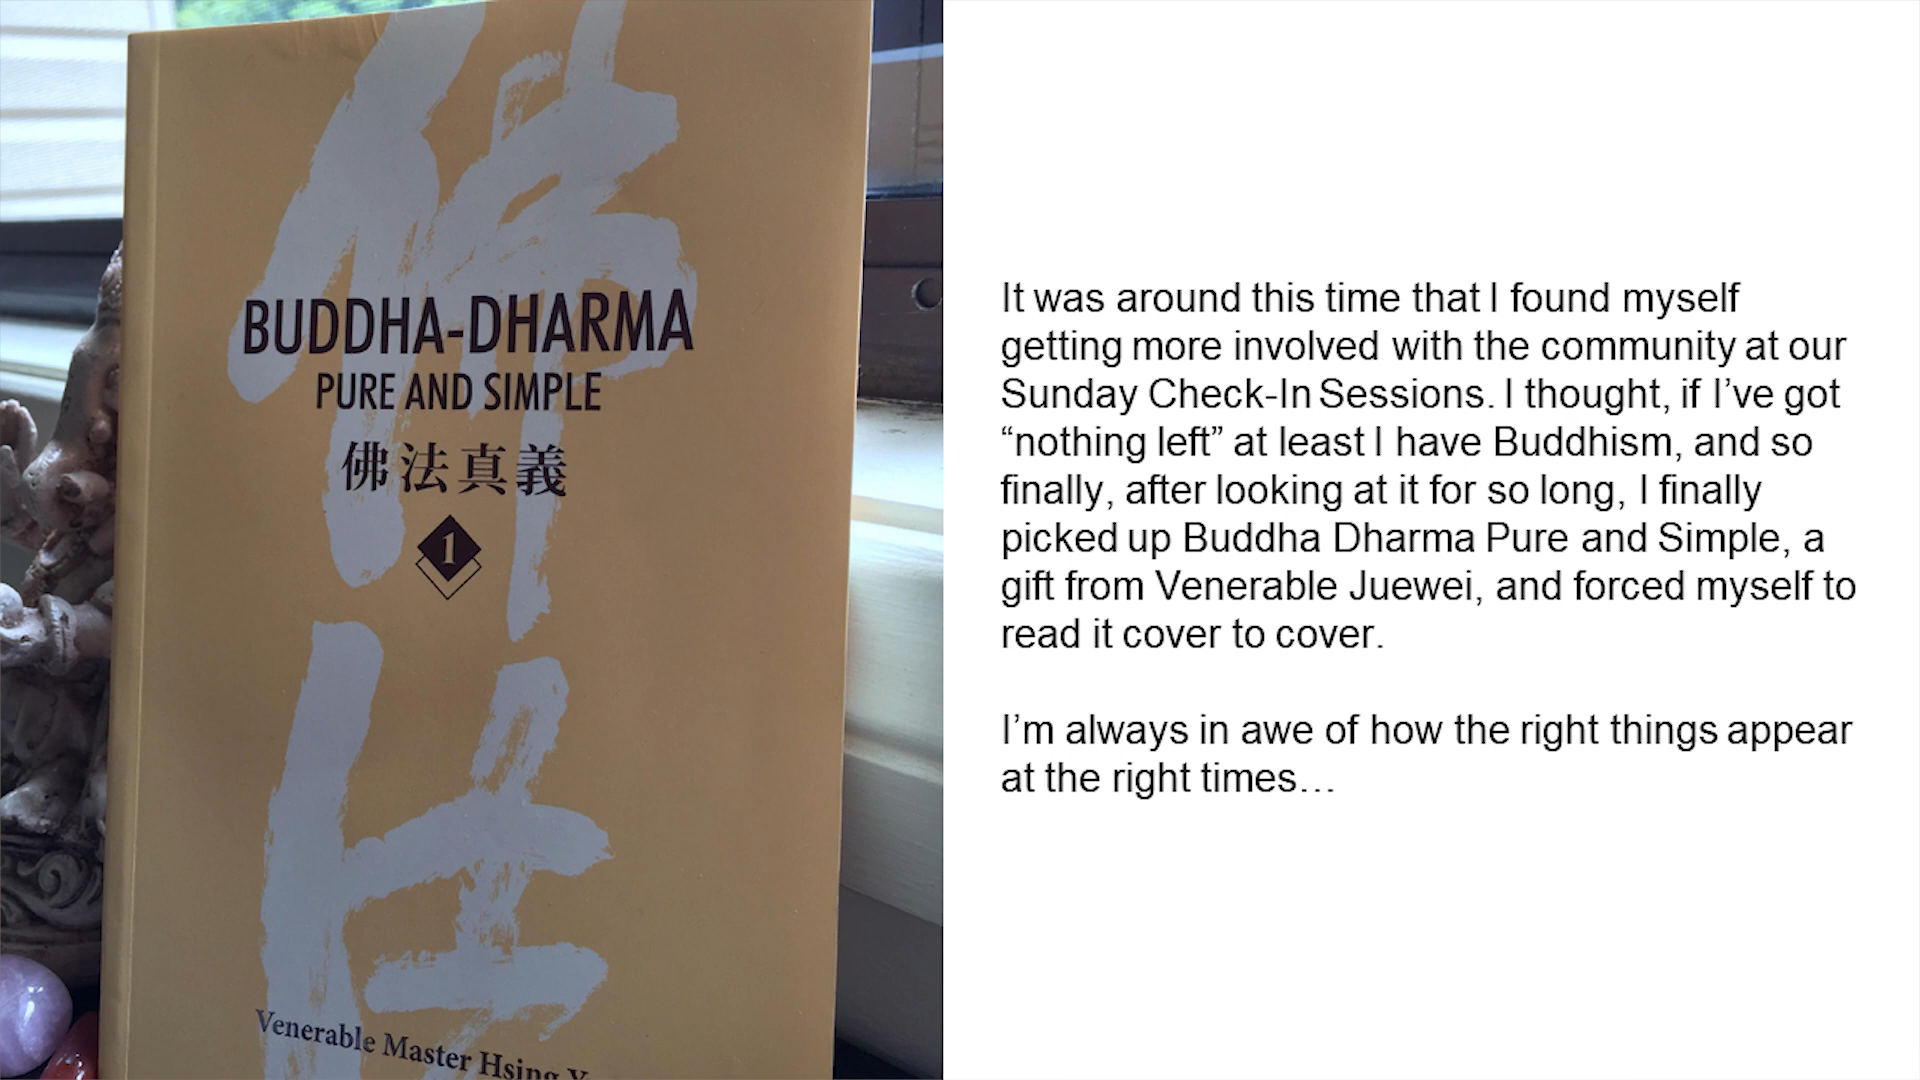 BUDDHA-DHARMA
PURE AND SIMPLE
佛法真義
1
Venerable Master Hsing
It was around this time that I found myself
getting more involved with the community at our
Sunday Check-In Sessions. I thought, if I’ve got
“nothing left” at least I have Buddhism, and so
finally, after looking at it for so long, I finally
picked up Buddha Dharma Pure and Simple, a
gift from Venerable Juewei, and forced myself to
read it cover to cover.
I’m always in awe of how the right things appear
at the right times…